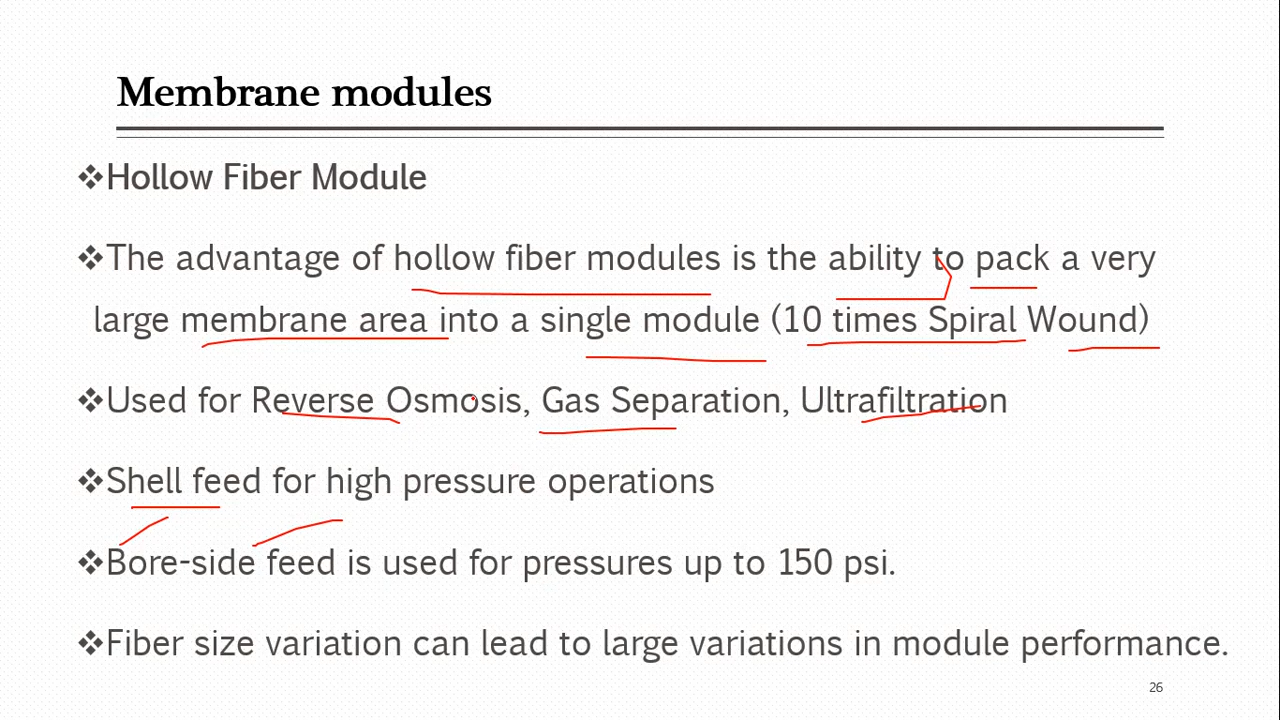 Membrane modules
❖Hollow Fiber Module
❖The advantage of hollow fiber modules is the ability to pack a very
large membrane area into a single module (10 times Spiral Wound)
❖Used for Reverse Osmosis, Gas Separation, Ultrafiltration
❖Shell feed for high pressure operations
❖Bore-side feed is used for pressures up to 150 psi.
❖Fiber size variation can lead to large variations in module performance.
26